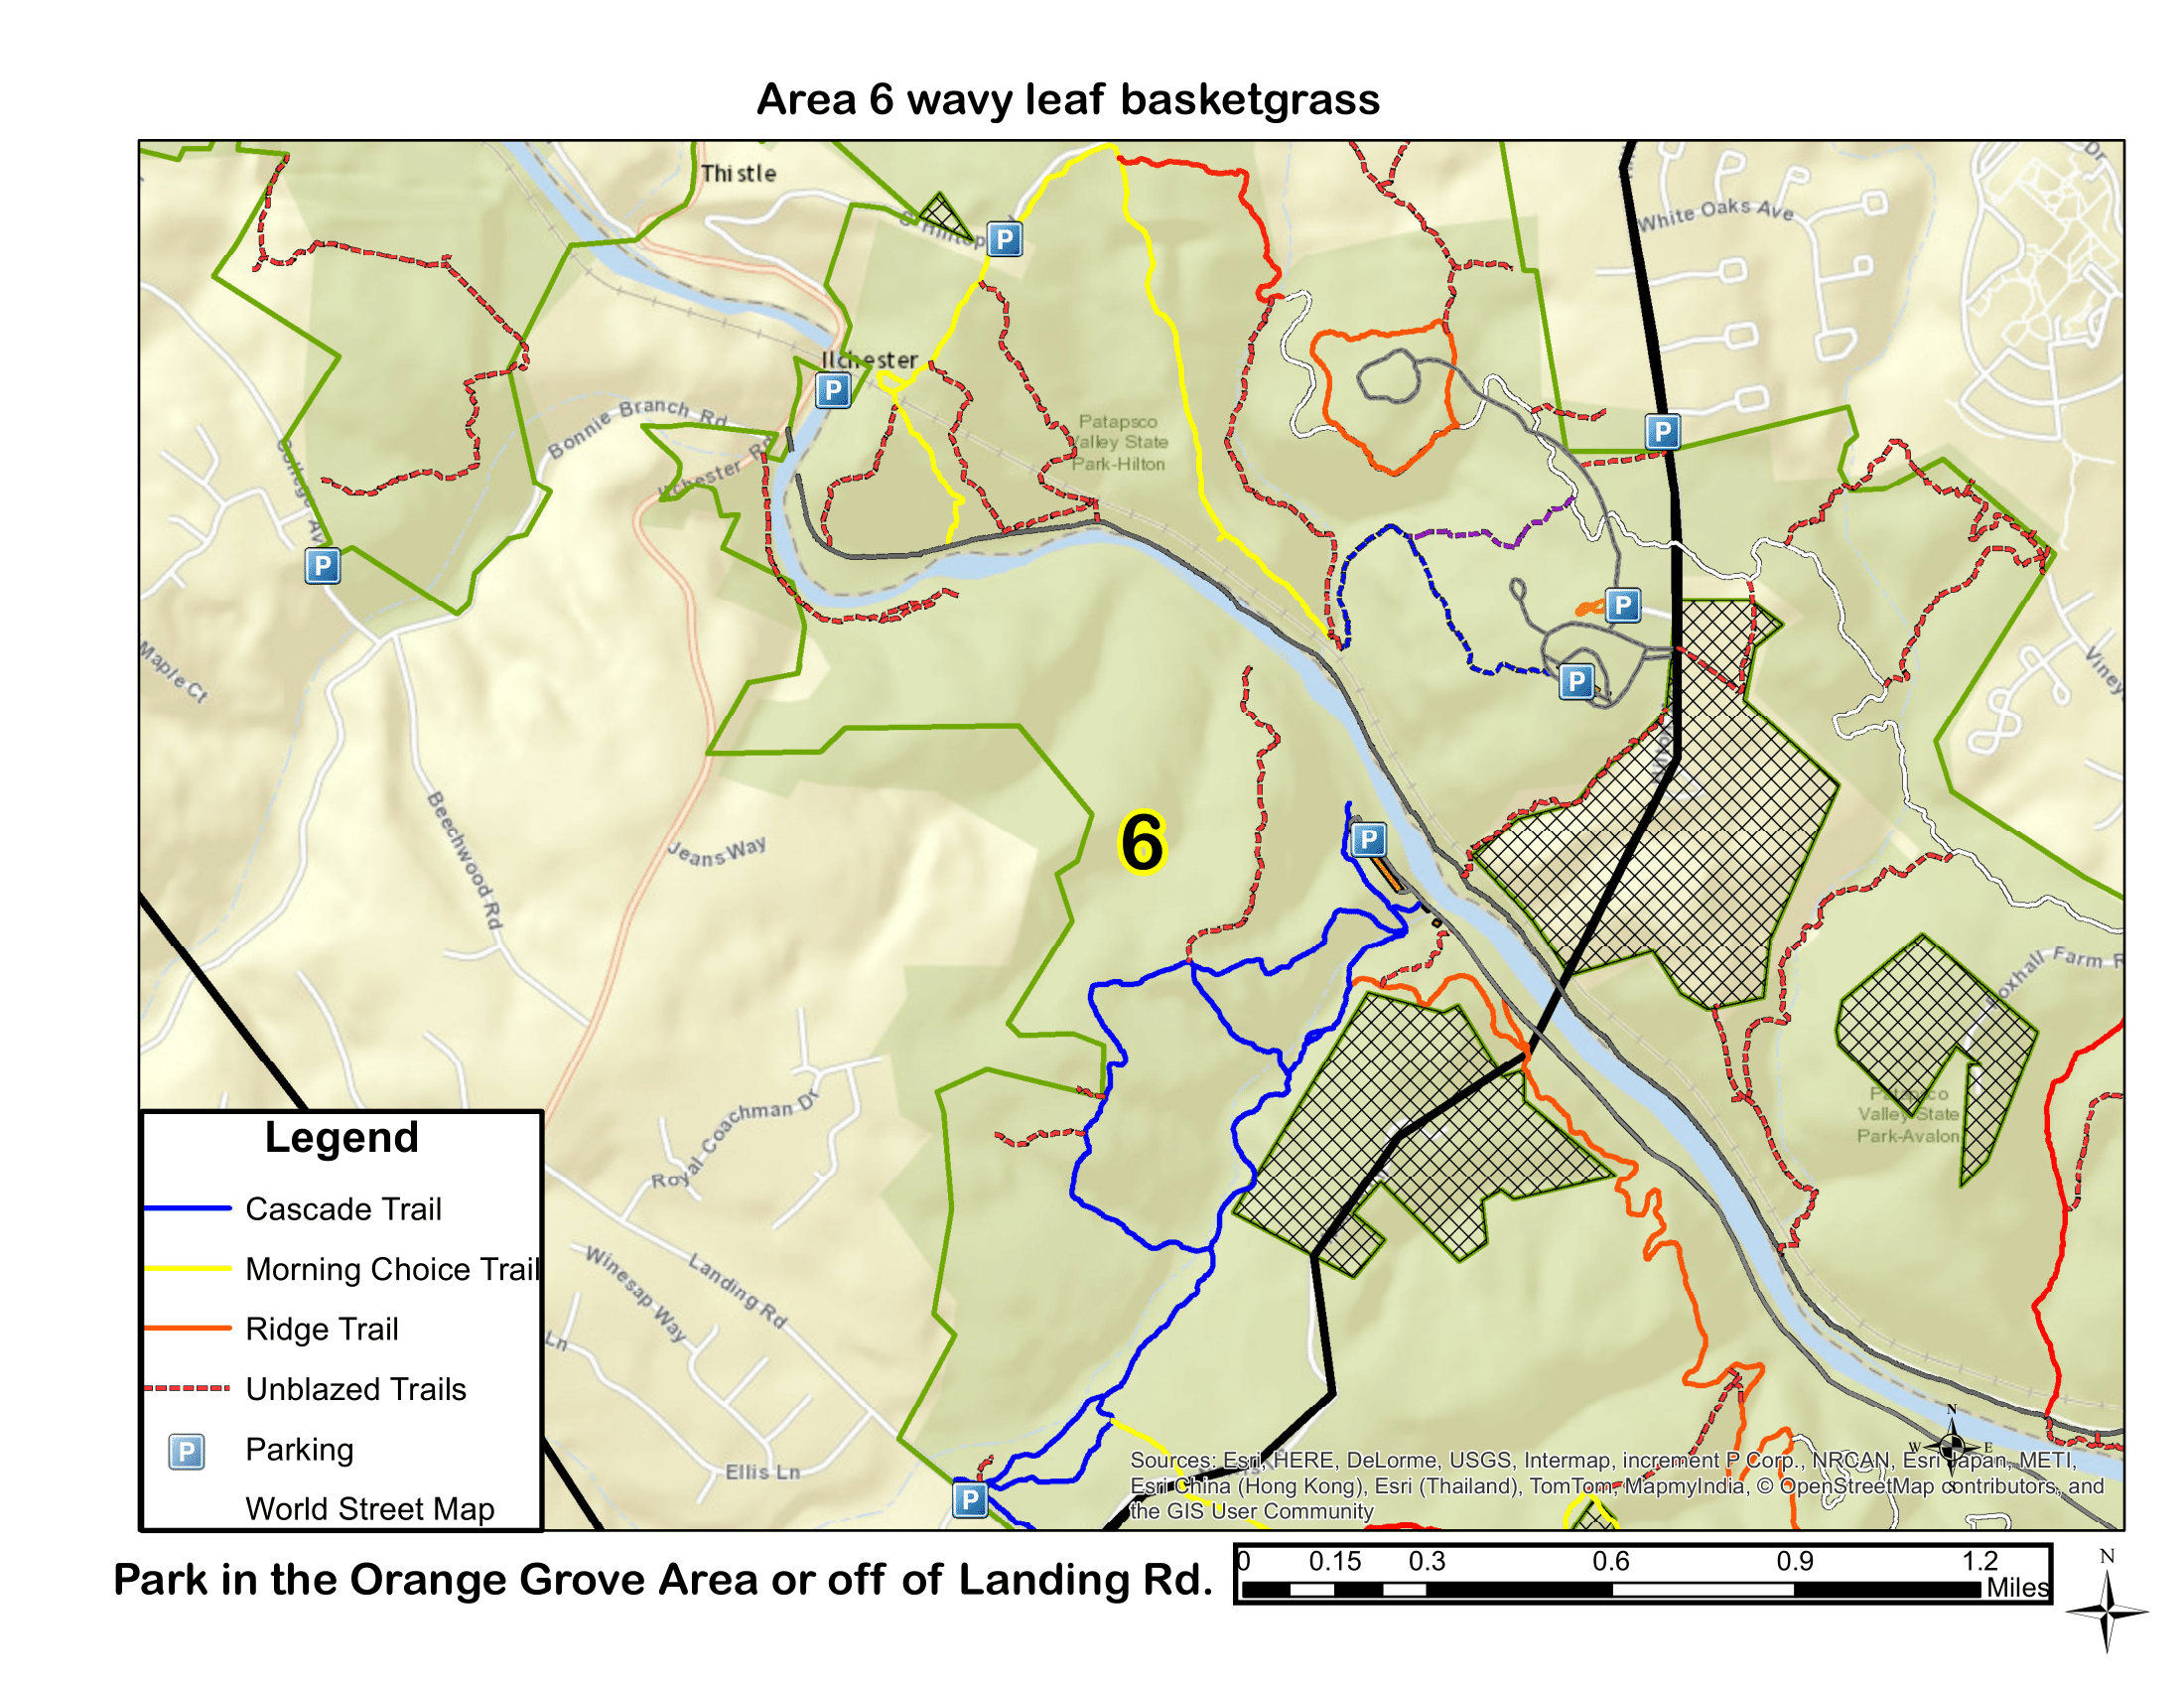 Area 6 wavy leaf basketgrass
Thistle
White Oaks Ave
Dr
Ilchester
Bonnie Branch Rd
Ilchester Rd
Patapsco
Valley State
Park-Hilton
College Av
Maple Ct
Viney
Beechwood Rd
Jeans Way
6
Foxhall Farm R
Patapsco
Valley State
Park-Avalon
Royal Coachman Dr
Landing Rd
Winesap Way
Ln
Ellis Ln
P
P
P
P
P
P
P
P
Legend
Cascade Trail
Morning Choice Trail
Ridge Trail
Unblazed Trails
P Parking
World Street Map
N
W E
S
Sources: Esri, HERE, DeLorme, USGS, Intermap, increment P Corp., NRCAN, Esri Japan, METI,
Esri China (Hong Kong), Esri (Thailand), TomTom, MapmyIndia, © OpenStreetMap contributors, and
the GIS User Community
Park in the Orange Grove Area or off of Landing Rd.
0 0.15 0.3 0.6 0.9 1.2
Miles
N